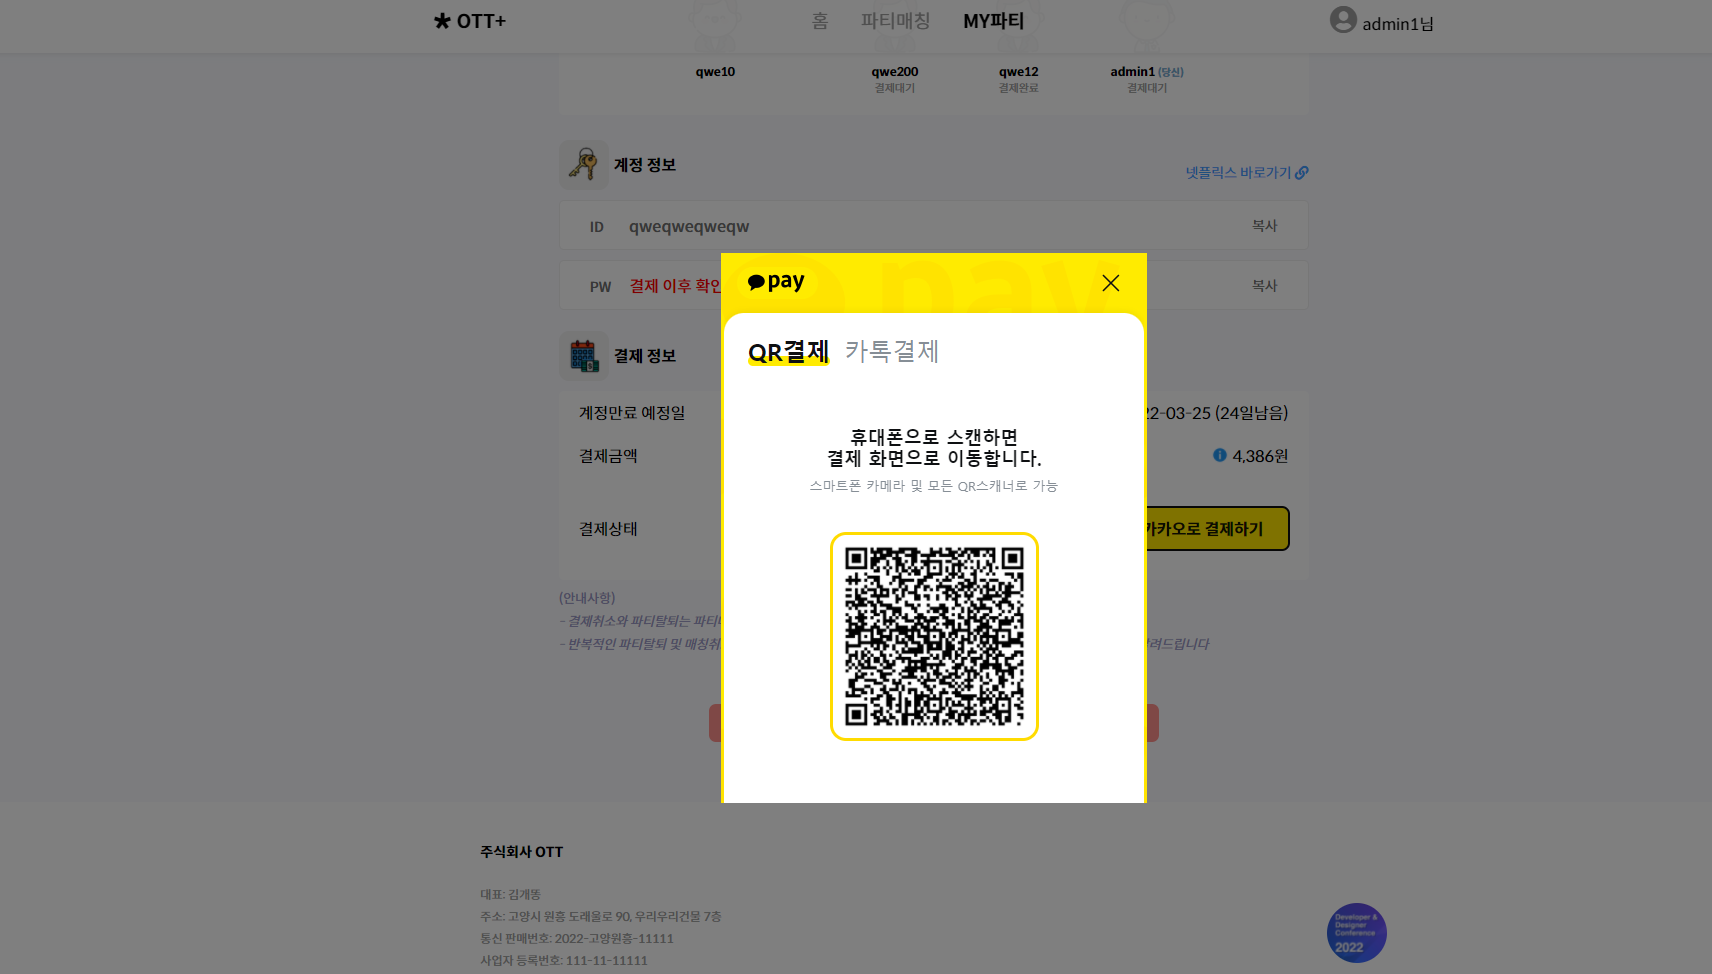 OTT+
홈 파티매칭 MY파티
admin1님
qwe10
qwe200
결제대기
qwe12
결제완료
admin1 (당신)
결제대기
계정 정보
넷플릭스 바로가기
ID qweqweqweqw 복사
PW 결제 이후 확인 복사
결제 정보
계정만료 예정일 22-03-25 (24일남음)
결제금액 4,386원
결제상태 카카오로 결제하기
(안내사항)
- 결제취소와 파티탈퇴는
- 반복적인 파티탈퇴 및 매칭취 려드립니다
pay
QR결제 카톡결제
휴대폰으로 스캔하면
결제 화면으로 이동합니다.
스마트폰 카메라 및 모든 QR스캐너로 가능
주식회사 OTT
대표: 김개똥
주소: 고양시 원흥 도래울로 90, 우리우리건물 7층
통신 판매번호: 2022-고양원흥-11111
사업자 등록번호: 111-11-11111
Developer &
Designer
Conference
2022